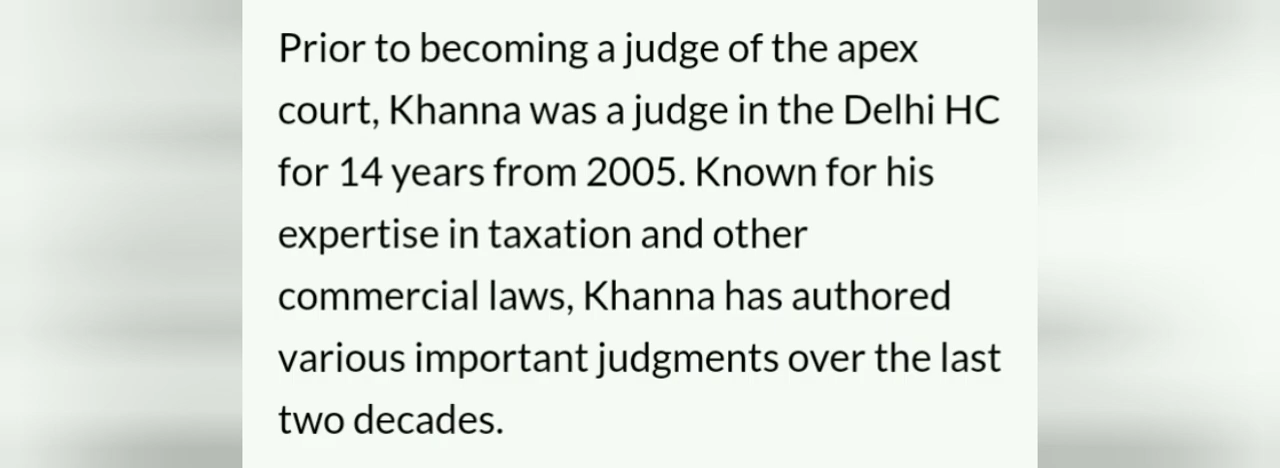 Prior to becoming a judge of the apex
court, Khanna was a judge in the Delhi HC
for 14 years from 2005. Known for his
expertise in taxation and other
commercial laws, Khanna has authored
various important judgments over the last
two decades.